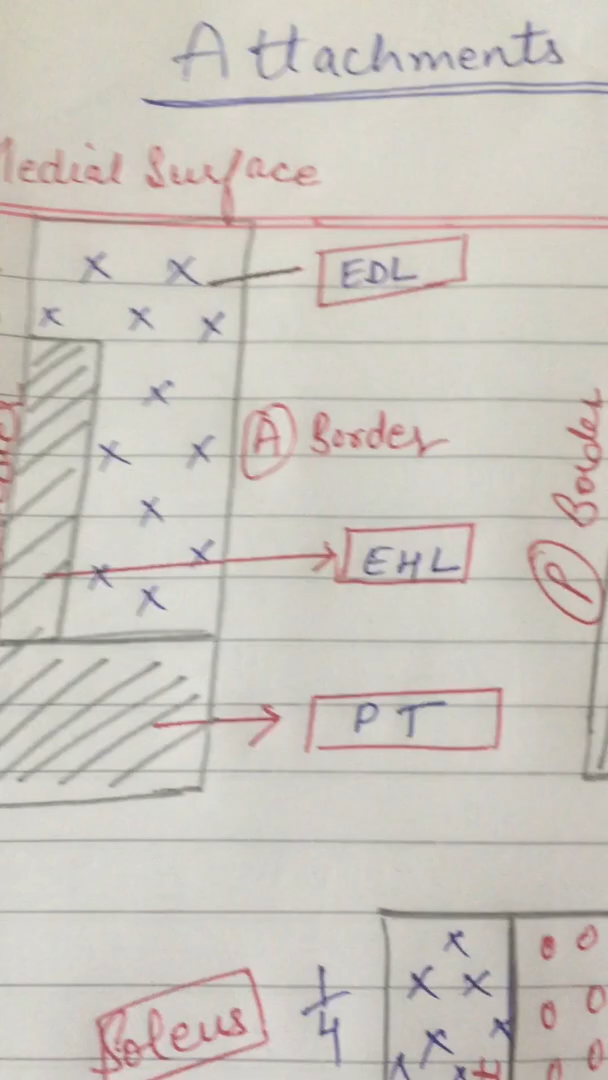 Attachments
Medial Surface
EDL
A Border
P Border
EHL
PT
Soleus 1/4